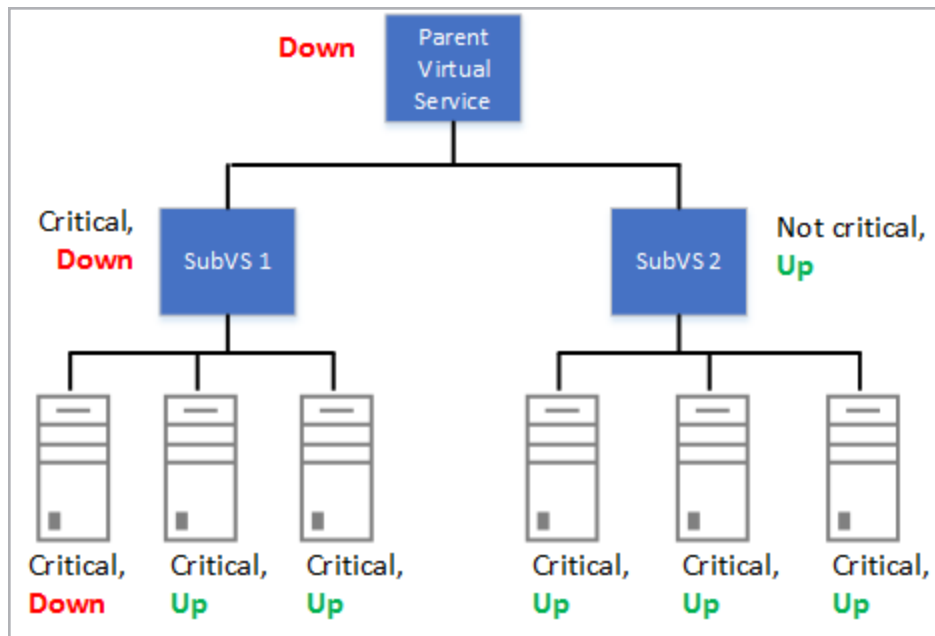 Down
Parent
Virtual
Service
Critical,
Down
SubVS 1
SubVS 2
Not critical,
Up
Critical,
Down
Critical,
Up
Critical,
Up
Critical,
Up
Critical,
Up
Critical,
Up